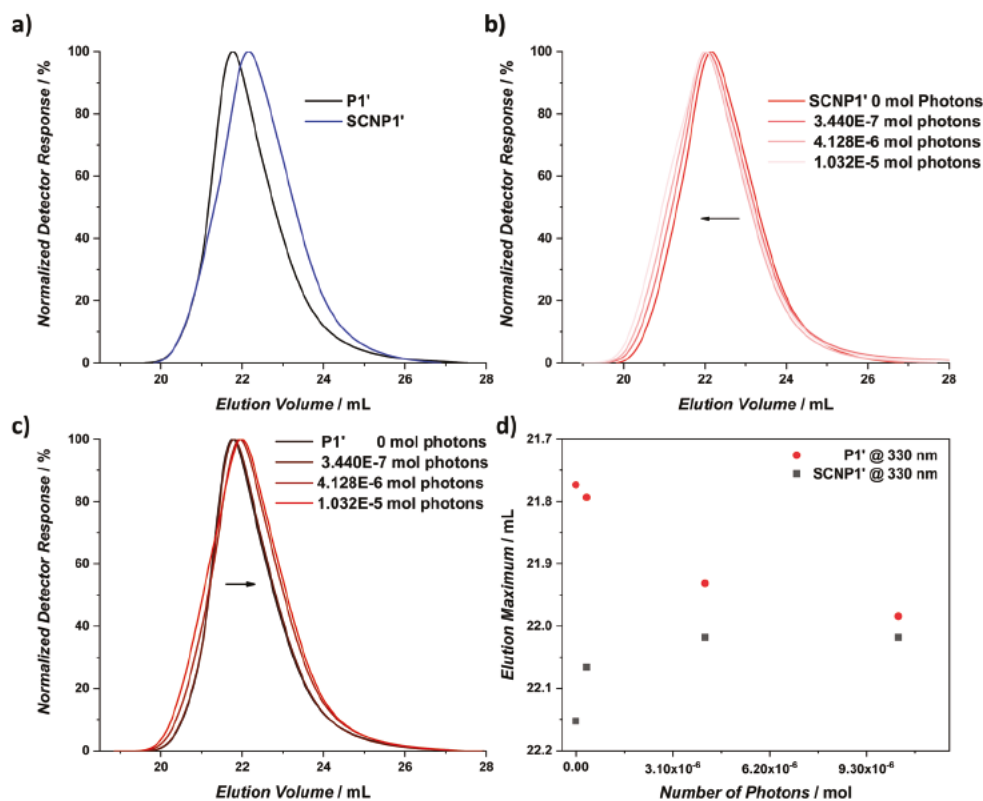 a)
100
80
60
40
20
0
Normalized Detector Response / %
P1'
SCNP1'
20
22
24
26
28
Elution Volume / mL
b)
100
80
60
40
20
0
Normalized Detector Response / %
SCNP1' 0 mol Photons
3.440E-7 mol photons
4.128E-6 mol photons
1.032E-5 mol photons
20
22
24
26
28
Elution Volume / mL
c)
100
80
60
40
20
0
Normalized Detector Response / %
P1' 0 mol photons
3.440E-7 mol photons
4.128E-6 mol photons
1.032E-5 mol photons
20
22
24
26
28
Elution Volume / mL
d)
21.7
21.8
21.9
22.0
22.1
22.2
Elution Maximum / mL
P1' @ 330 nm
SCNP1' @ 330 nm
0.00
3.10x10⁻⁶
6.20x10⁻⁶
9.30x10⁻⁶
Number of Photons / mol